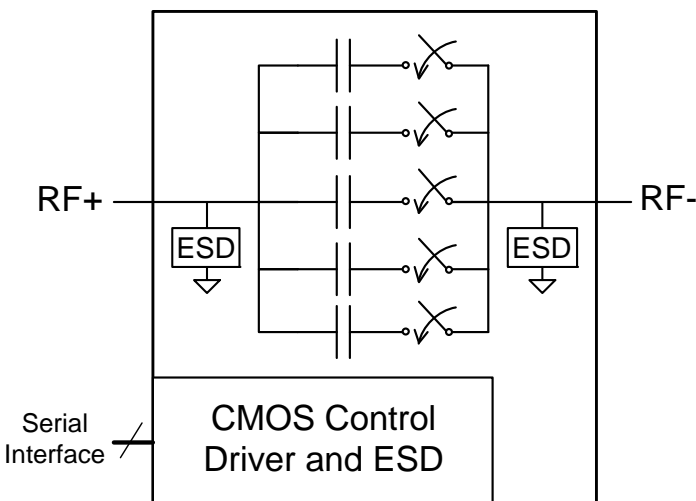 RF+
RF-
ESD
ESD
Serial
Interface
CMOS Control
Driver and ESD